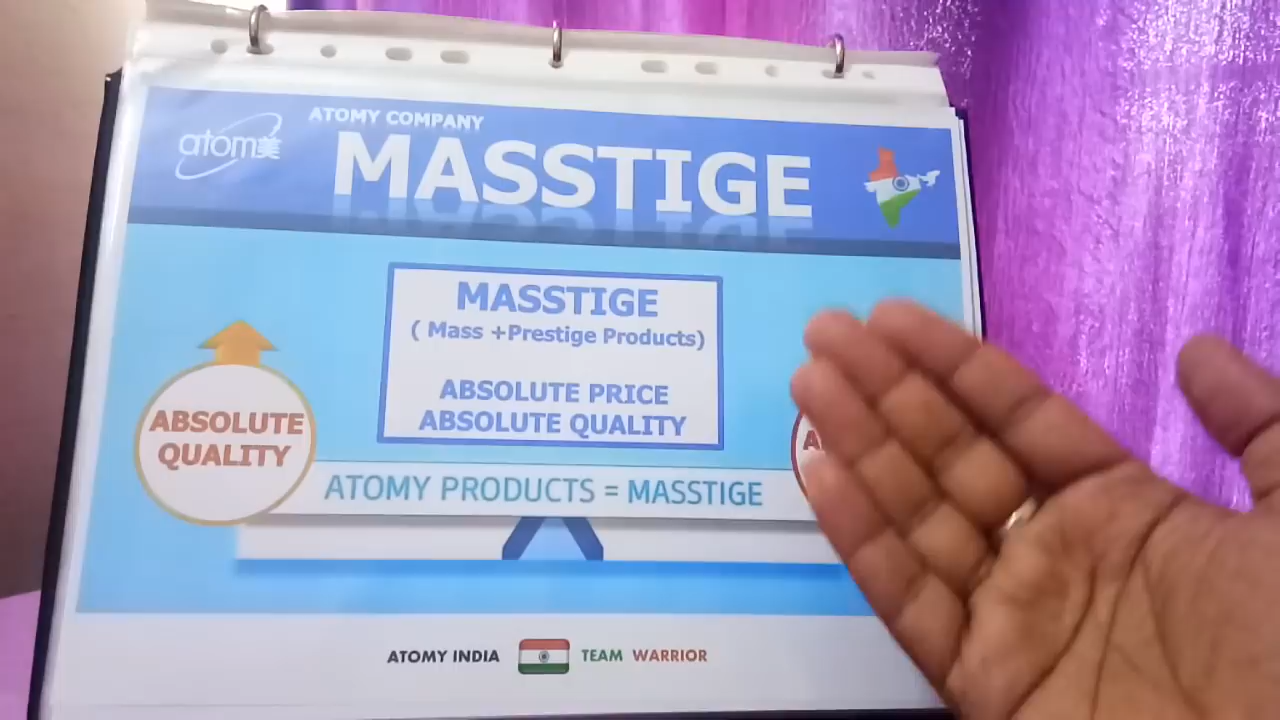 ATOMY COMPANY
atom美
MASSTIGE
MASSTIGE
( Mass +Prestige Products)
ABSOLUTE PRICE
ABSOLUTE QUALITY
ABSOLUTE
QUALITY
ATOMY PRODUCTS = MASSTIGE
ATOMY INDIA TEAM WARRIOR